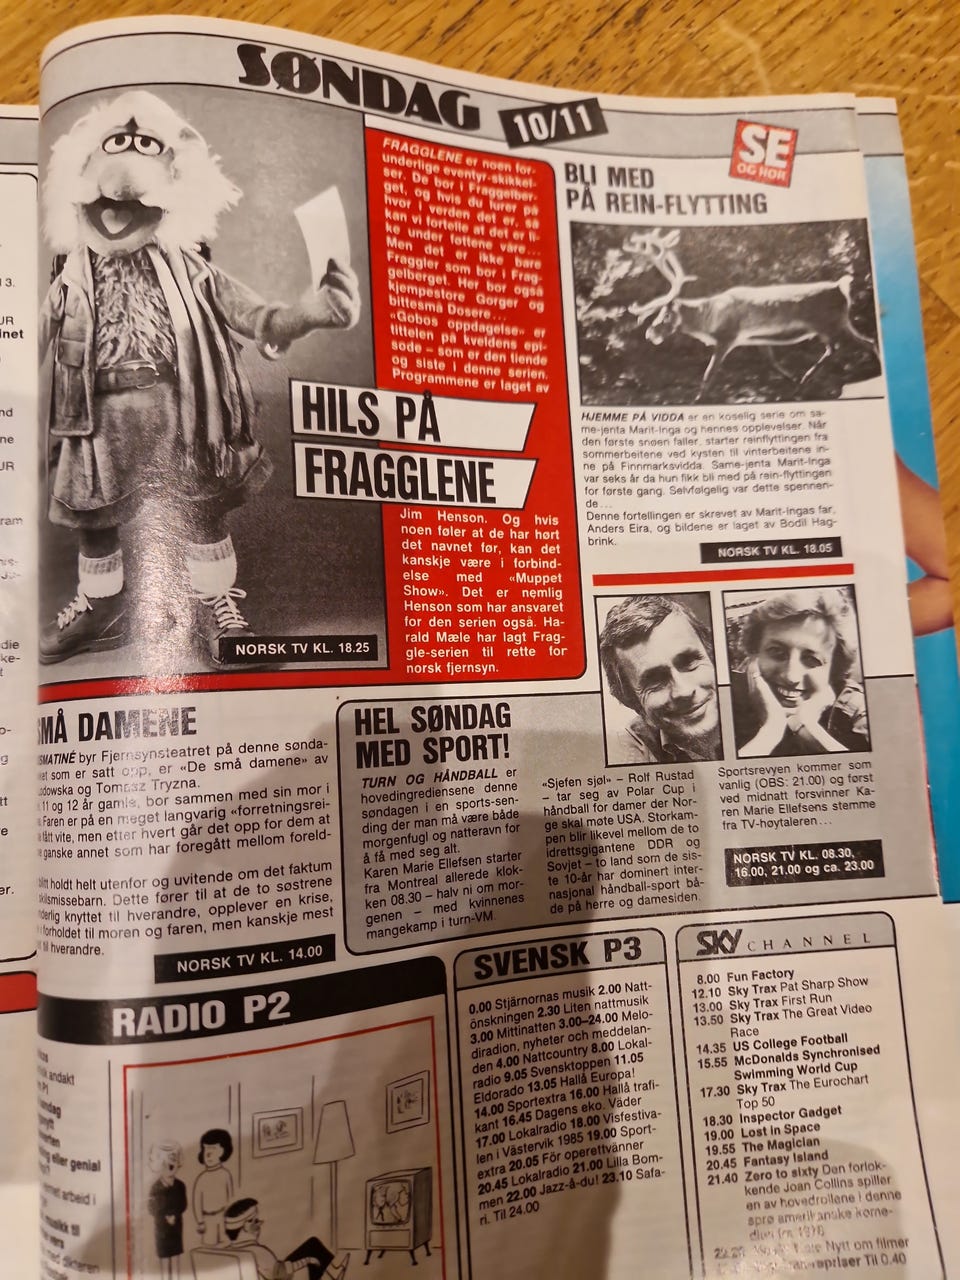 SØNDAG
10/11
SE
OG HØR
FRAGGLENE er noen for-
underlige eventyr-skikkel-
ser. De bor i Fraggelber-
get, og hvis du lurer på
hvor i verden det er, så
kan vi fortelle at det er li-
ke under føttene våre...
Men det er ikke bare
Fraggler som bor i Frag-
gelberget. Her bor også
kjempestore Gorger og
bittesmå Dosere...
«Gobos oppdagelse» er
tittelen på kveldens epi-
sode – som er den tiende
og siste i denne serien.
Programmene er laget av
HILS PÅ
FRAGGLENE
Jim Henson. Og hvis
noen føler at de har hørt
det navnet før, kan det
kanskje være i forbind-
else med «Muppet
Show». Det er nemlig
Henson som har ansvaret
for den serien også. Ha-
rald Mæle har lagt Frag-
gle-serien til rette for
norsk fjernsyn.
NORSK TV KL. 18.25
BLI MED
PÅ REIN-FLYTTING
HJEMME PÅ VIDDA er en koselig serie om sa-
me-jenta Marit-Inga og hennes opplevelser. Når
den første snøen faller, starter reinflyttingen fra
sommerbeitene ved kysten til vinterbeitene in-
ne på Finnmarksvidda. Same-jenta Marit-Inga
var seks år da hun fikk bli med på rein-flyttingen
for første gang. Selvfølgelig var dette spennen-
de...
Denne fortellingen er skrevet av Marit-Ingas far,
Anders Eira, og bildene er laget av Bodil Hag-
brink.
NORSK TV KL. 18.05
MÅ DAMENE
SMATINÉ byr Fjernsynsteatret på denne sønda-
et som er satt opp, er «De små damene» av
udowska og Tomasz Tryzna.
11 og 12 år gamle, bor sammen med sin mor i
Faren er på en meget langvarig «forretningsrei-
fått vite, men etter hvert går det opp for dem at
ganske annet som har foregått mellom foreld-
blitt holdt helt utenfor og uvitende om det faktum
skilsmissebarn. Dette fører til at de to søstrene
derlig knyttet til hverandre, opplever en krise,
forholdet til moren og faren, men kanskje mest
til hverandre.
NORSK TV KL. 14.00
HEL SØNDAG
MED SPORT!
TURN OG HÅNDBALL er
hovedingrediensene denne
søndagen i en sports-sen-
ding der man må være både
morgenfugl og natteravn for
å få med seg alt.
Karen Marie Ellefsen starter
fra Montreal allerede klok-
ken 08.30 – halv ni om mor-
genen – med kvinnenes
mangekamp i turn-VM.
«Sjefen sjøl» – Rolf Rustad
– tar seg av Polar Cup i
håndball for damer der Nor-
ge skal møte USA. Storkam-
pen blir likevel mellom de to
idrettsgigantene DDR og
Sovjet – to land som de sis-
te 10-år har dominert inter-
nasjonal håndball-sport bå-
de på herre og damesiden.
Sportsrevyen kommer som
vanlig (OBS: 21.00) og først
ved midnatt forsvinner Ka-
ren Marie Ellefsens stemme
fra TV-høytaleren...
NORSK TV KL. 08.30,
16.00, 21.00 og ca. 23.00
RADIO P2
SVENSK P3
0.00 Stjärnornas musik 2.00 Natt-
önskningen 2.30 Liten nattmusik
3.00 Mittinatten 3.00–24.00 Melo-
diradion, nyheter och meddelan-
den 4.00 Nattcountry 8.00 Lokal-
radio 9.05 Svensktoppen 11.05
Eldorado 13.05 Hallå Europa!
14.00 Sportextra 16.00 Hallå trafi-
kant 16.45 Dagens eko. Väder
17.00 Lokalradio 18.00 Visfestiva-
len i Västervik 1985 19.00 Sport-
extra 20.05 För operettvänner
20.45 Lokalradio 21.00 Lilla Bom-
men 22.00 Jazz-å-du! 23.10 Safa-
ri. Til 24.00
SKY CHANNEL
8.00 Fun Factory
12.10 Sky Trax Pat Sharp Show
13.00 Sky Trax First Run
13.50 Sky Trax The Great Video
Race
14.35 US College Football
15.55 McDonalds Synchronised
Swimming World Cup
17.30 Sky Trax The Eurochart
Top 50
18.30 Inspector Gadget
19.00 Lost in Space
19.55 The Magician
20.45 Fantasy Island
21.40 Zero to sixty Den forlok-
kende Joan Collins spiller
en av hovedrollene i denne
sprø amerikanske kome-
dien
Nytt om filmer
Til 0.40